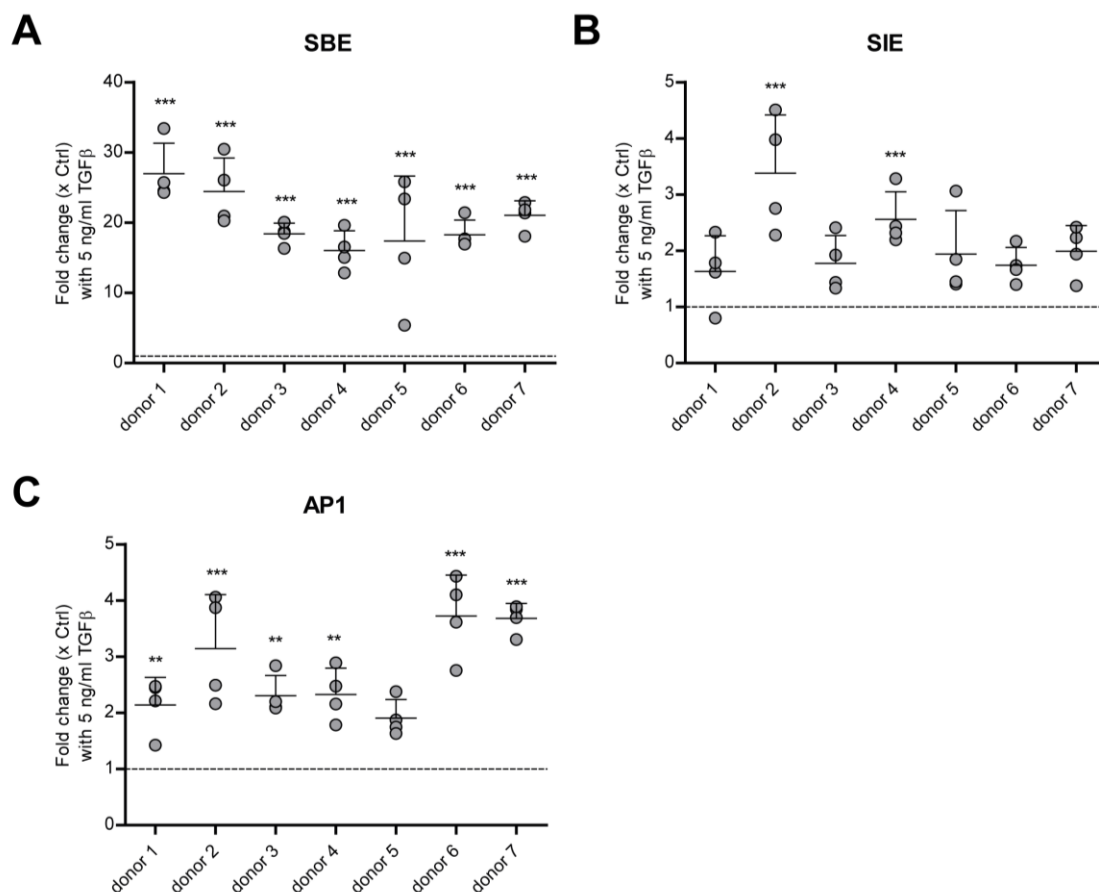 A
SBE
Fold change (x Ctrl)
with 5 ng/ml TGFβ
40
30
20
10
0
***
***
***
***
***
***
***
donor 1
donor 2
donor 3
donor 4
donor 5
donor 6
donor 7
B
SIE
Fold change (x Ctrl)
with 5 ng/ml TGFβ
5
4
3
2
1
0
***
***
donor 1
donor 2
donor 3
donor 4
donor 5
donor 6
donor 7
C
AP1
Fold change (x Ctrl)
with 5 ng/ml TGFβ
5
4
3
2
1
0
**
***
**
**
***
***
donor 1
donor 2
donor 3
donor 4
donor 5
donor 6
donor 7